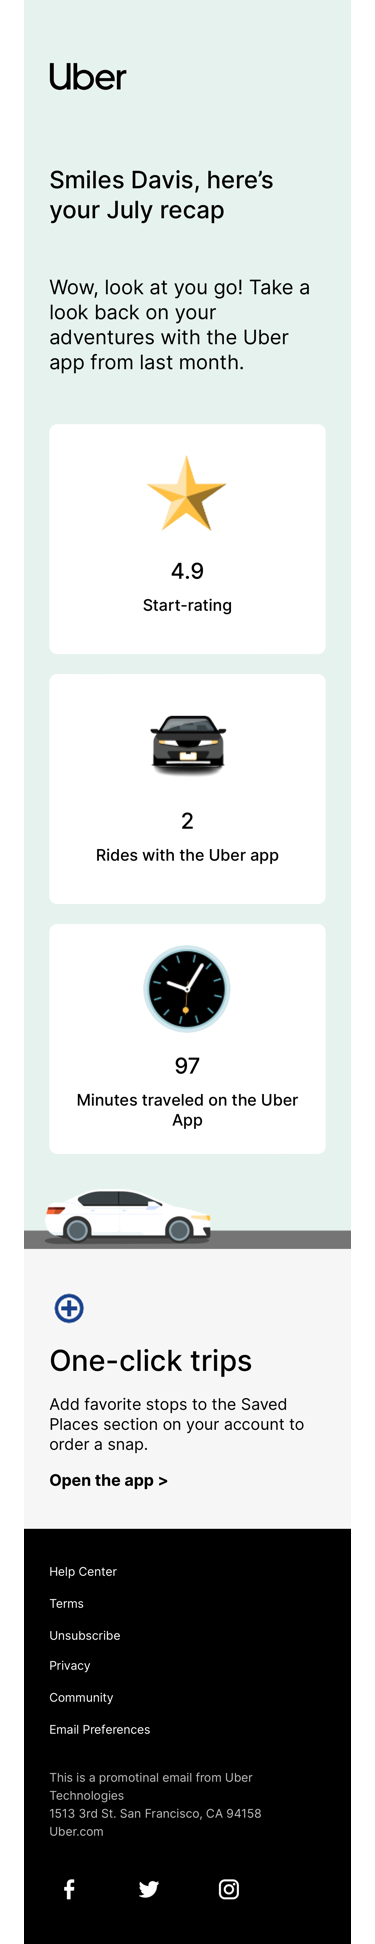 Uber
Smiles Davis, here's
your July recap
Wow, look at you go! Take a
look back on your
adventures with the Uber
app from last month.
4.9
Start-rating
2
Rides with the Uber app
97
Minutes traveled on the Uber
App
One-click trips
Add favorite stops to the Saved
Places section on your account to
order a snap.
Open the app >
Help Center
Terms
Unsubscribe
Privacy
Community
Email Preferences
This is a promotinal email from Uber
Technologies
1513 3rd St. San Francisco, CA 94158
Uber.com